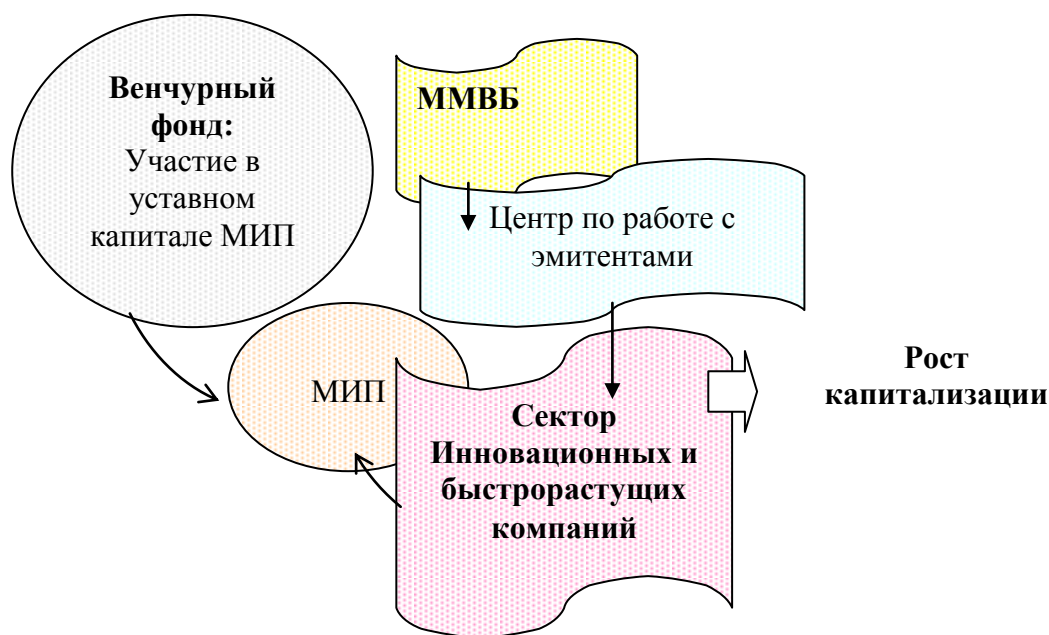 Венчурный
фонд:
Участие в
уставном
капитале МИП
ММВБ
Центр по работе с
эмитентами
МИП
Сектор
Инновационных и
быстрорастущих
компаний
Рост
капитализации